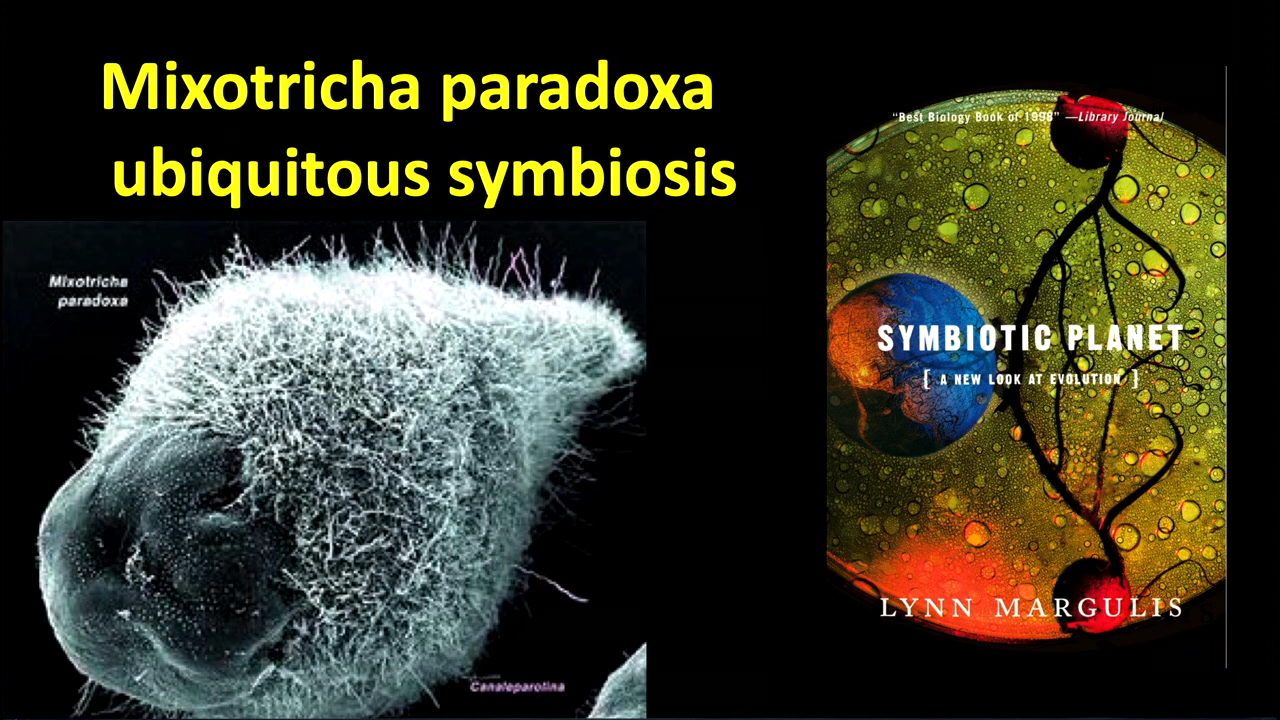 Mixotricha paradoxa
ubiquitous symbiosis
Mixotricha
paradoxa
Canaleparolina
"Best Biology Book of 1998" —Library Journal
SYMBIOTIC PLANET
{ A NEW LOOK AT EVOLUTION }
LYNN MARGULIS